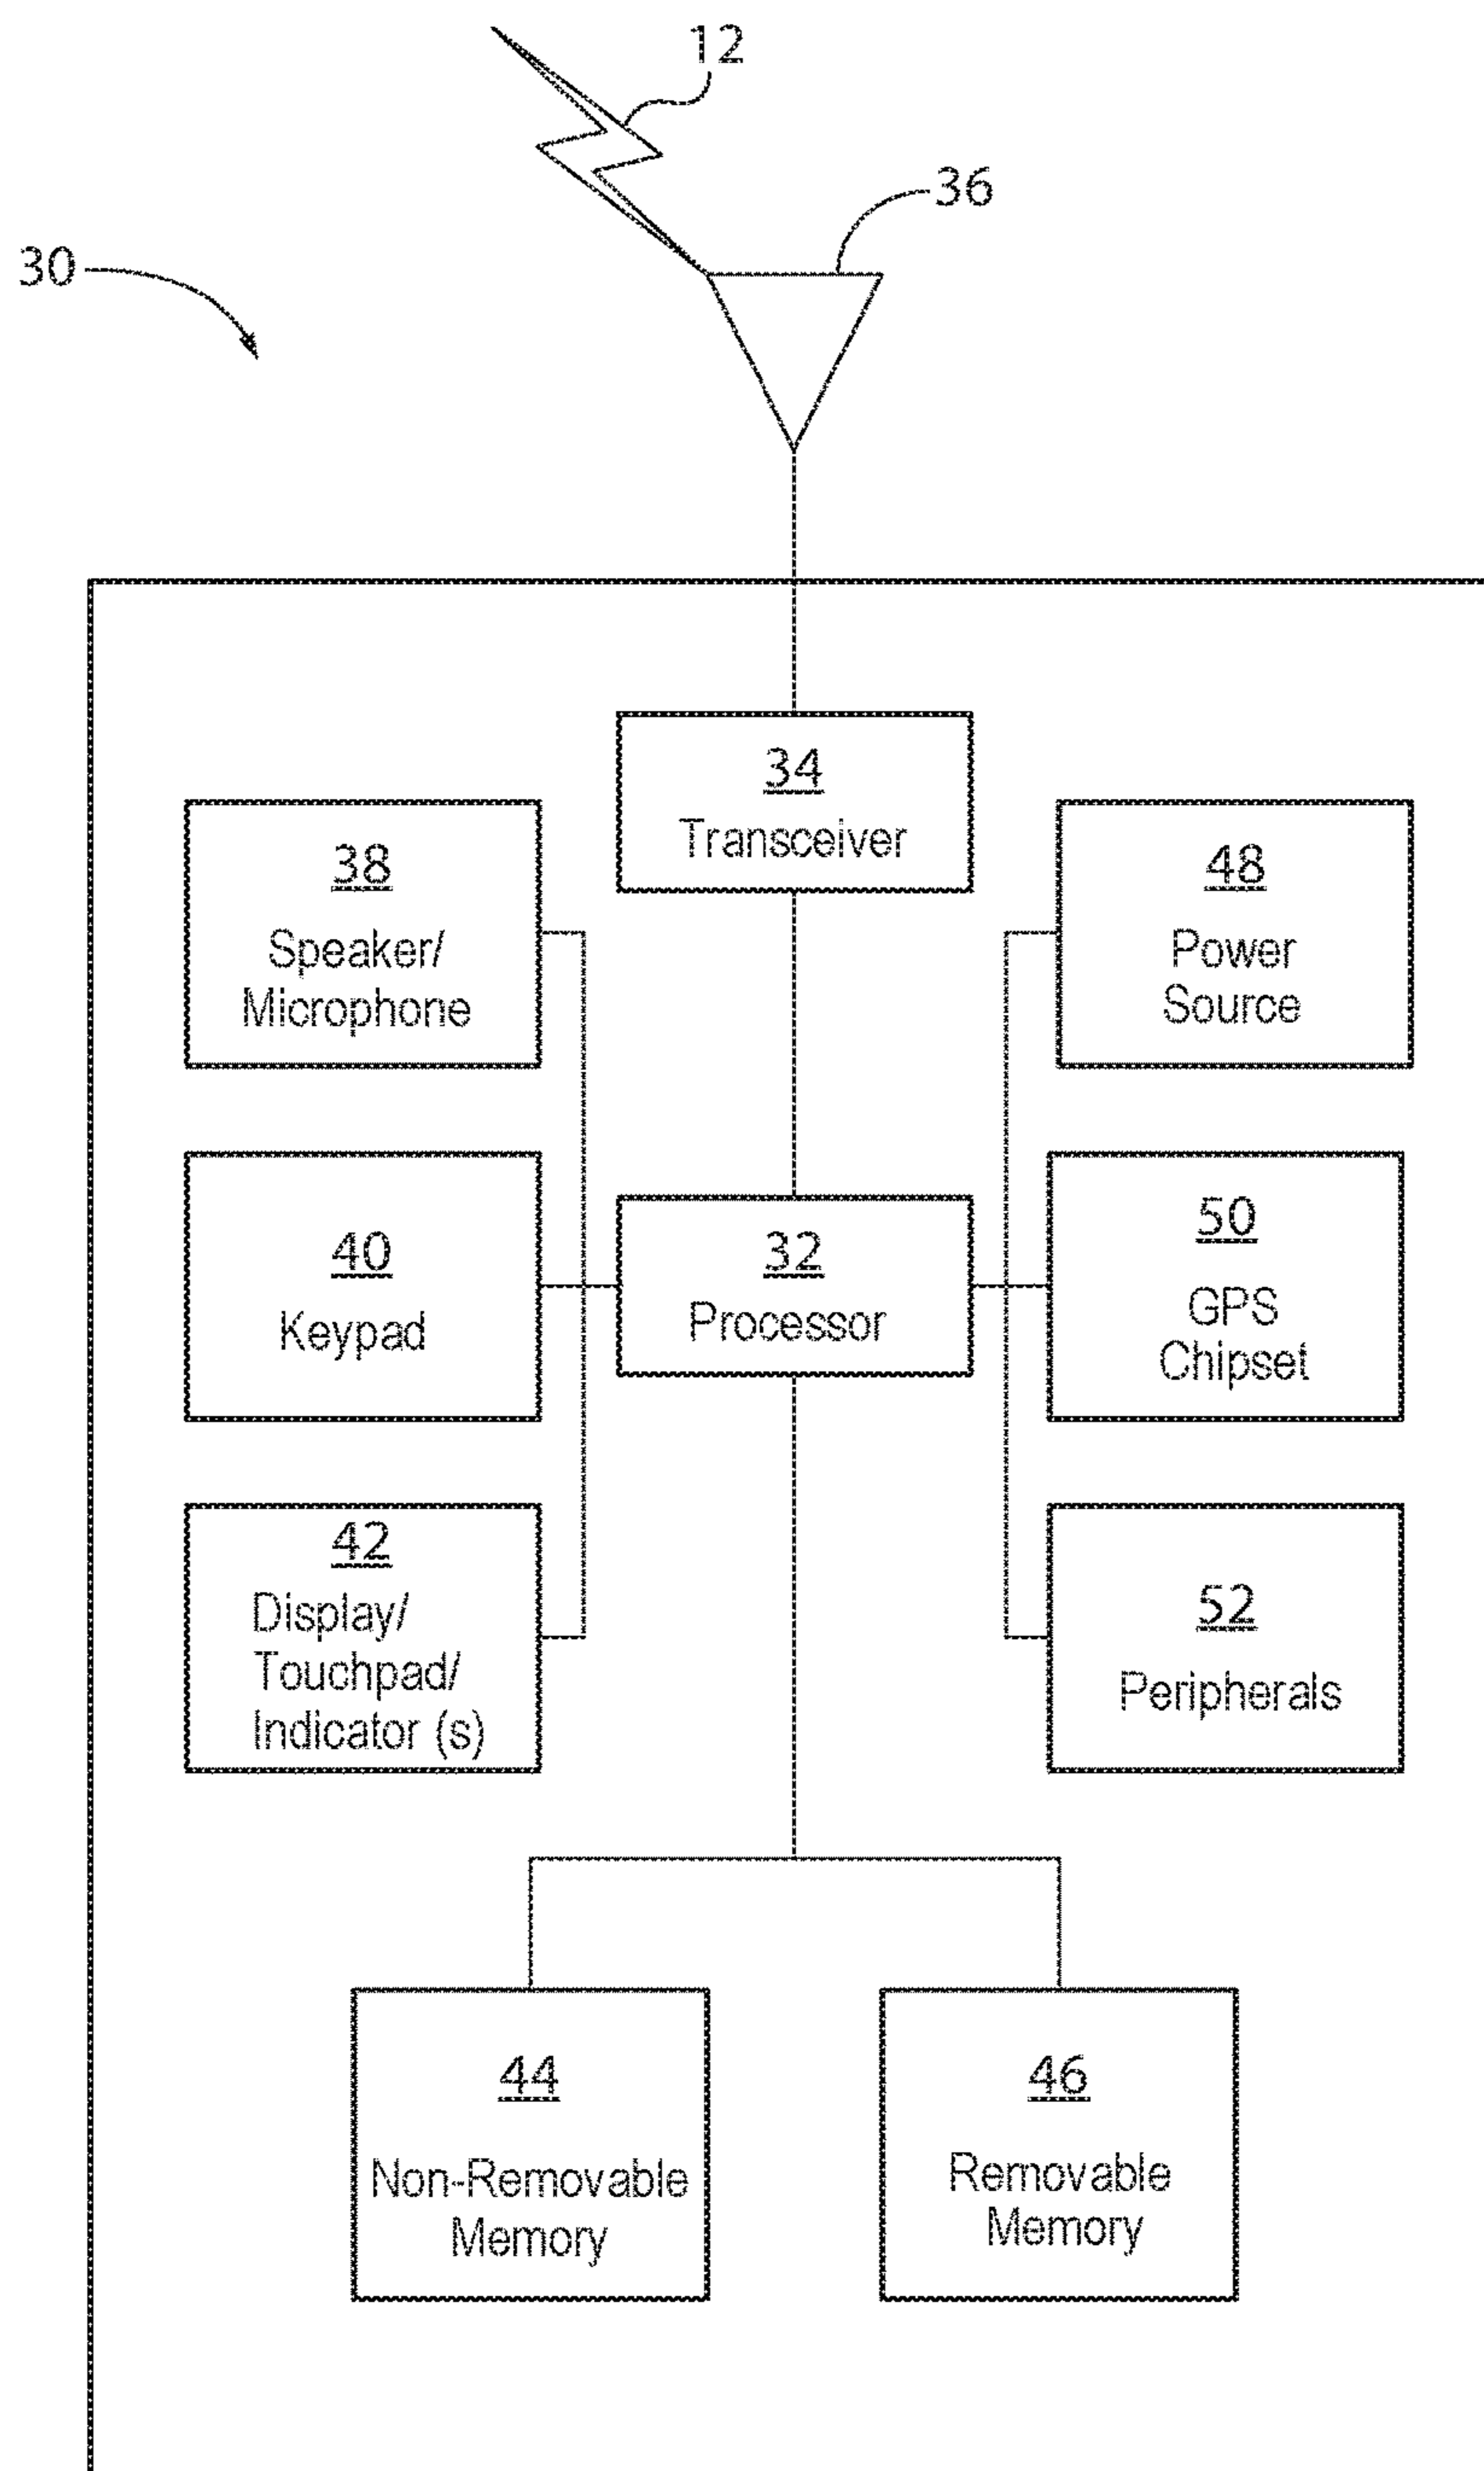 12
36
30
34
Transceiver
38
Speaker/
Microphone
48
Power
Source
40
Keypad
32
Processor
50
GPS
Chipset
42
Display/
Touchpad/
Indicator (s)
52
Peripherals
44
Non-Removable
Memory
46
Removable
Memory